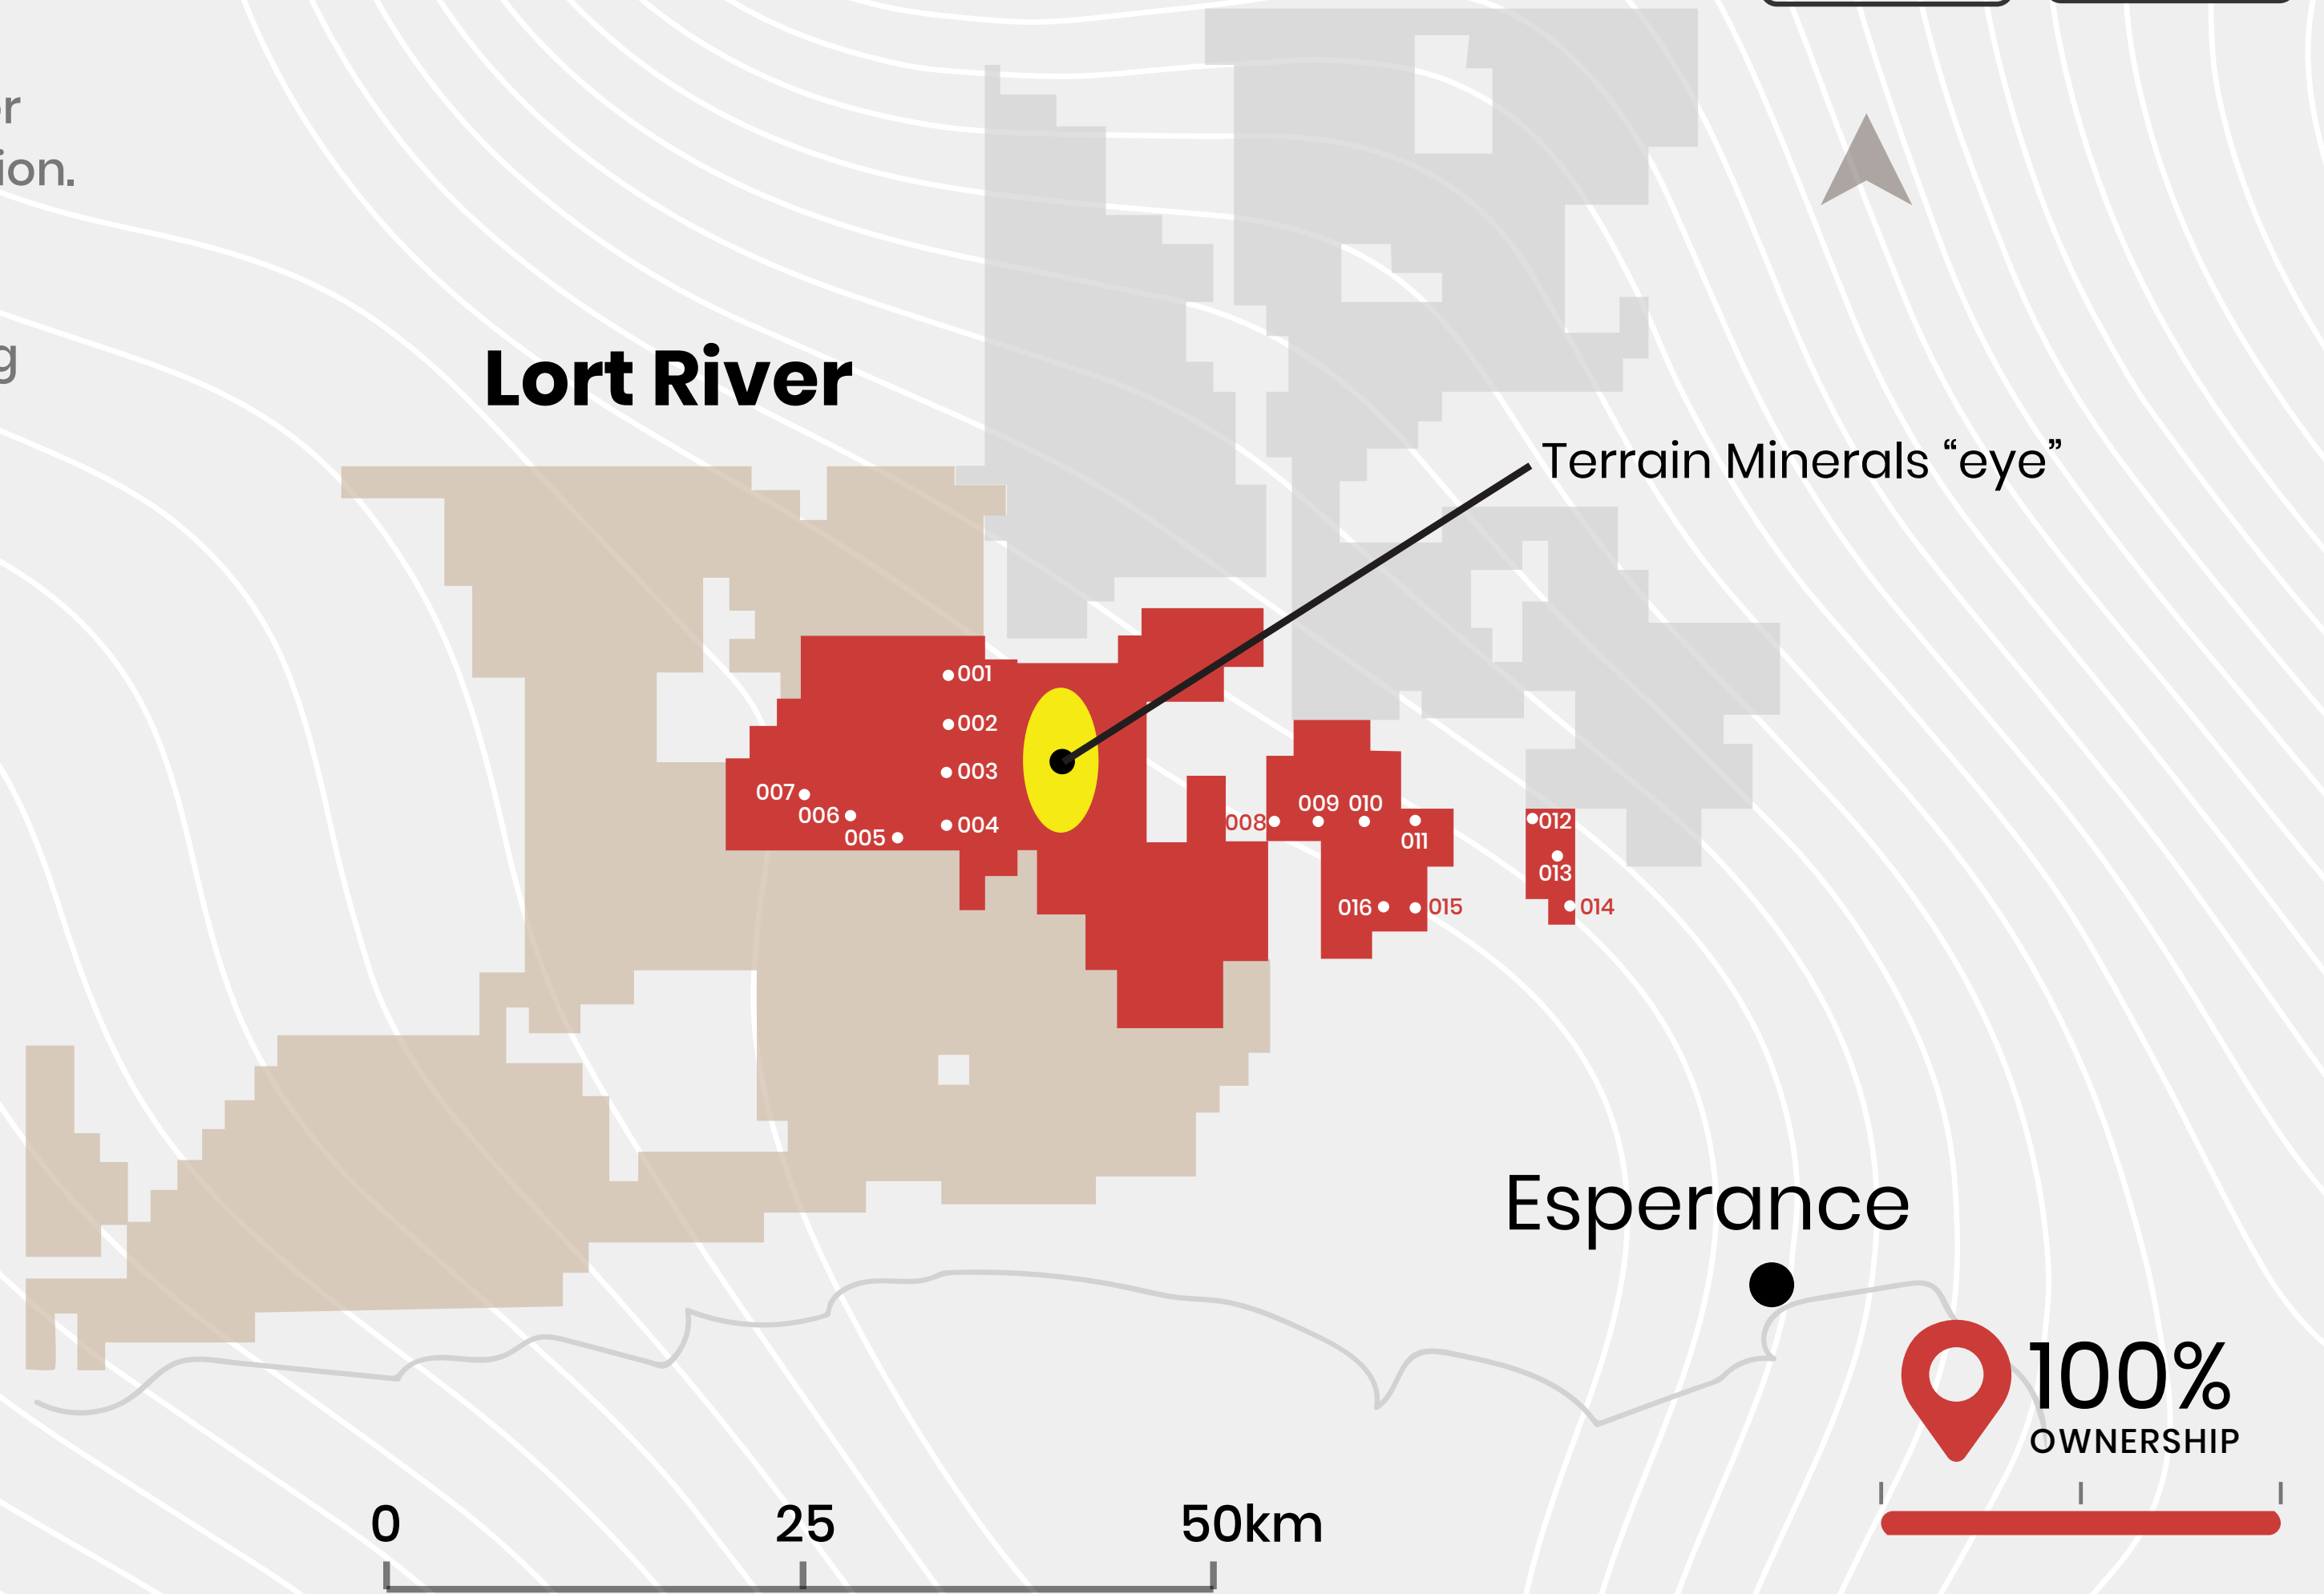 r
ion.
g
Lort River
Terrain Minerals “eye”
001
002
003
007
006
004
005
009 010
008
011
012
013
016
015
014
Esperance
100%
OWNERSHIP
0 25 50km